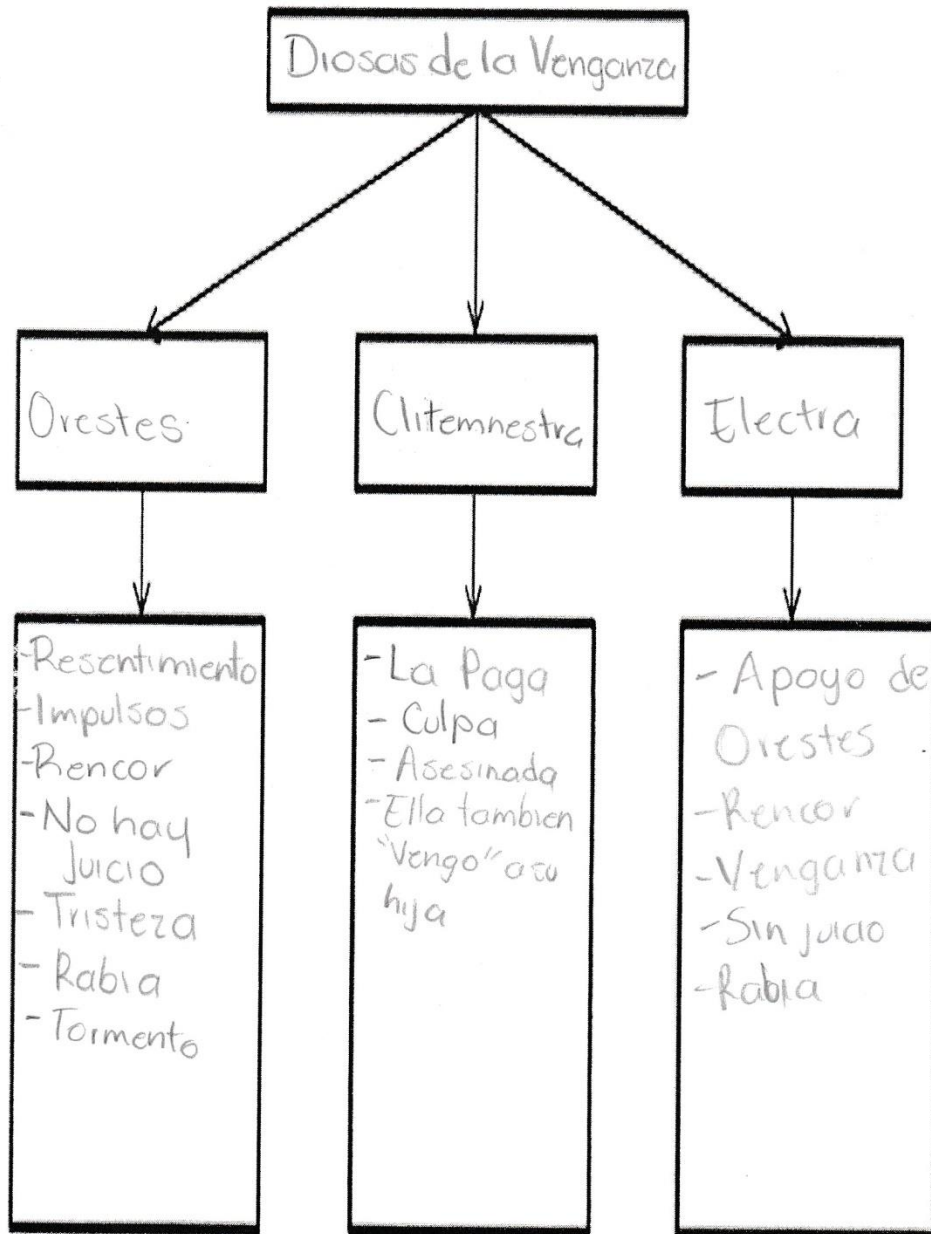 Diosas de la Venganza
Orestes
Clitemnestra
Electra
-Resentimiento
-Impulsos
-Rencor
-No hay
Juicio
-Tristeza
-Rabia
-Tormento
-La Paga
-Culpa
-Asesinada
-Ella tambien
"Vengo" a su
hija
-Apoyo de
Orestes
-Rencor
-Venganza
-Sin juicio
-Rabia